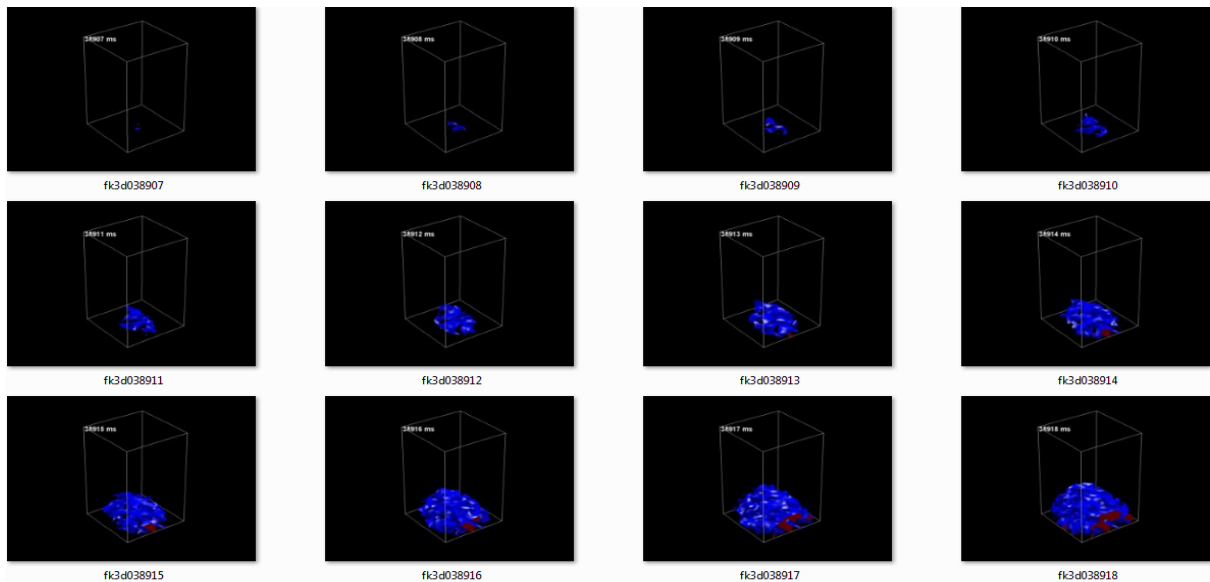 38907 ms
38908 ms
38909 ms
38910 ms
fk3d038907
fk3d038908
fk3d038909
fk3d038910
38911 ms
38912 ms
38913 ms
38914 ms
fk3d038911
fk3d038912
fk3d038913
fk3d038914
38915 ms
38916 ms
38917 ms
38918 ms
fk3d038915
fk3d038916
fk3d038917
fk3d038918